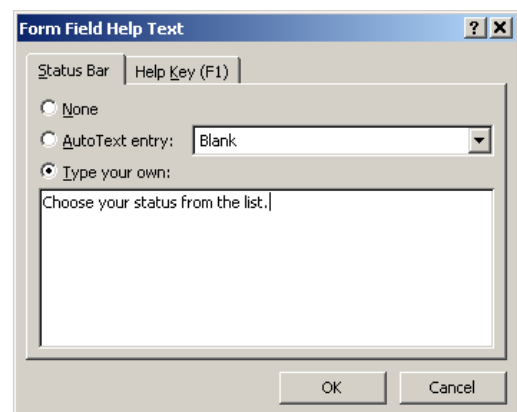 Form Field Help Text
Status Bar
Help Key (F1)
None
AutoText entry:
Blank
Type your own:
Choose your status from the list.
OK
Cancel